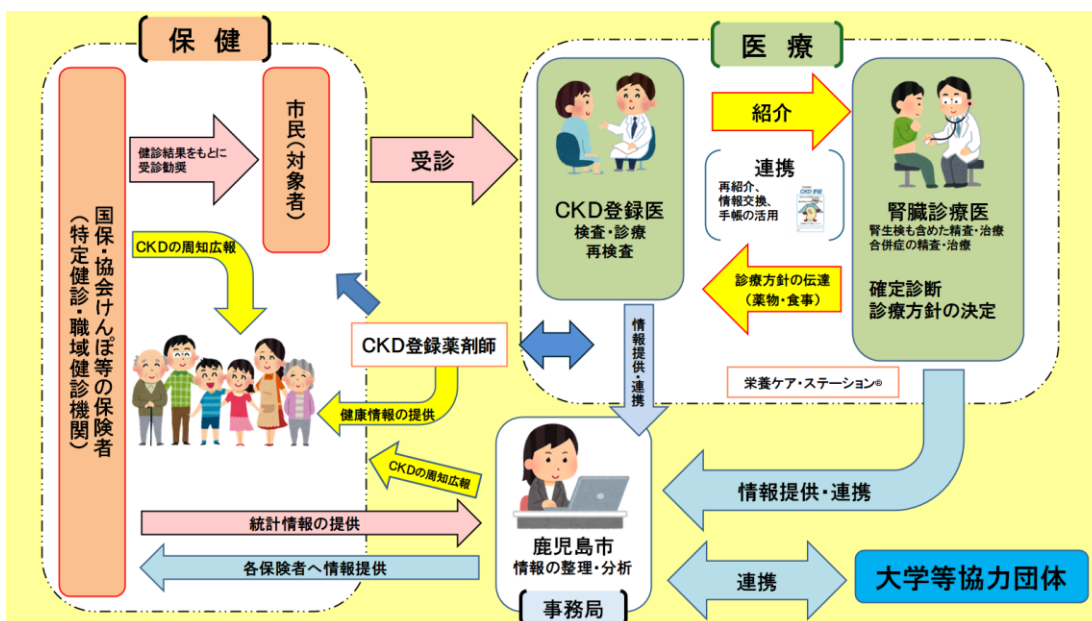 保健
国保・協会けんぽ等の保険者
（特定健診・職域健診機関）
健診結果をもとに
受診勧奨
市民（対象者）
CKDの周知広報
受診
医療
CKD登録医
検査・診療
再検査
紹介
連携
再紹介、
情報交換、
手帳の活用
診療方針の伝達
（薬物・食事）
腎臓診療医
腎生検も含めた精査・治療
合併症の精査・治療
確定診断
診療方針の決定
CKD登録薬剤師
健康情報の提供
情報提供・連携
栄養ケア・ステーション®
CKDの周知広報
情報提供・連携
統計情報の提供
各保険者へ情報提供
鹿児島市
情報の整理・分析
事務局
連携
大学等協力団体